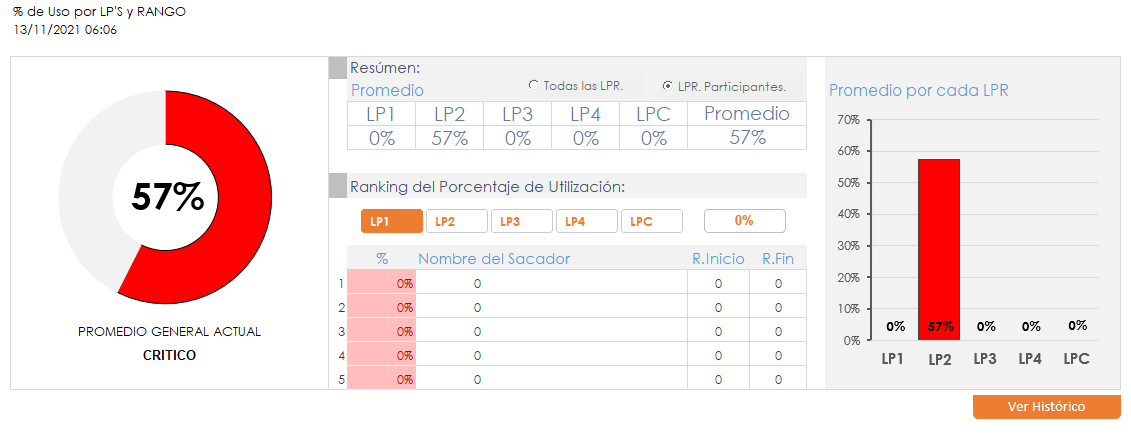 % de Uso por LP'S y RANGO
13/11/2021 06:06
57%
PROMEDIO GENERAL ACTUAL
CRITICO
Resúmen:
Promedio
Todas las LPR.
LPR. Participantes.
LP1 LP2 LP3 LP4 LPC Promedio
0% 57% 0% 0% 0% 57%
Ranking del Porcentaje de Utilización:
LP1 LP2 LP3 LP4 LPC 0%
% Nombre del Sacador R.Inicio R.Fin
1 0% 0 0 0
2 0% 0 0 0
3 0% 0 0 0
4 0% 0 0 0
5 0% 0 0 0
Promedio por cada LPR
70%
60%
50%
40%
30%
20%
10%
0%
0% 57% 0% 0% 0%
LP1 LP2 LP3 LP4 LPC
Ver Histórico